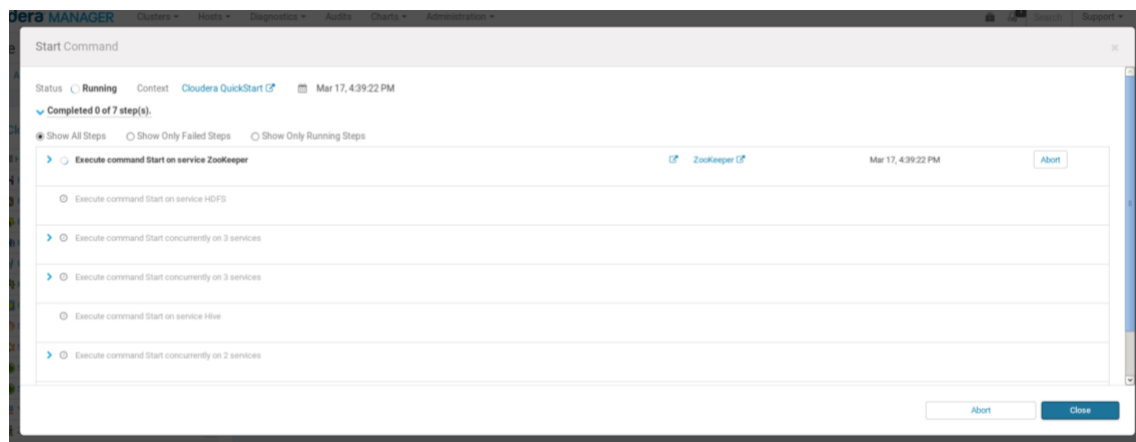 dera MANAGER Clusters Hosts Diagnostics Audits Charts Administration Search Support
Start Command
Status Running Context Cloudera QuickStart Mar 17, 4:39:22 PM
Completed 0 of 7 step(s).
Show All Steps Show Only Failed Steps Show Only Running Steps
Execute command Start on service ZooKeeper ZooKeeper Mar 17, 4:39:22 PM Abort
Execute command Start on service HDFS
Execute command Start concurrently on 3 services
Execute command Start concurrently on 3 services
Execute command Start on service Hive
Execute command Start concurrently on 2 services
Abort Close